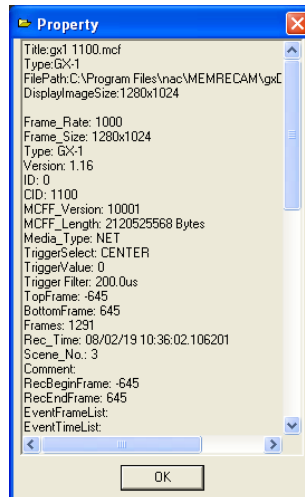 Property
Title:gx1 1100.mcf
Type:GX-1
FilePath:C:\Program Files\nac\MEMRECAM\gxD
DisplayImageSize:1280x1024
Frame_Rate: 1000
Frame_Size: 1280x1024
Type: GX-1
Version: 1.16
ID: 0
CID: 1100
MCFF_Version: 10001
MCFF_Length: 2120525568 Bytes
Media_Type: NET
TriggerSelect: CENTER
TriggerValue: 0
Trigger Filter: 200.0us
TopFrame: -645
BottomFrame: 645
Frames: 1291
Rec_Time: 08/02/19 10:36:02.106201
Scene_No.: 3
Comment:
RecBeginFrame: -645
RecEndFrame: 645
EventFrameList:
EventTimeList:
OK